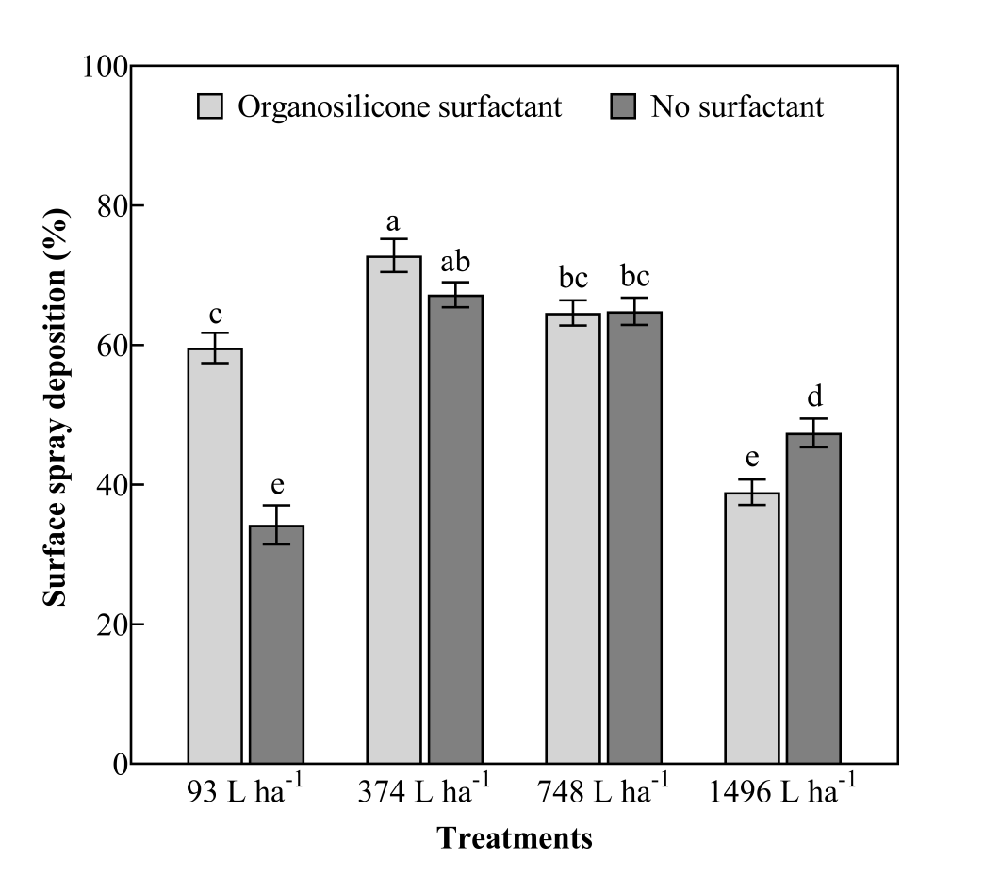 100
Organosilicone surfactant No surfactant
80
a
ab
bc bc
c
60
d
e
40
e
20
0
93 L ha⁻¹ 374 L ha⁻¹ 748 L ha⁻¹ 1496 L ha⁻¹
Treatments
Surface spray deposition (%)